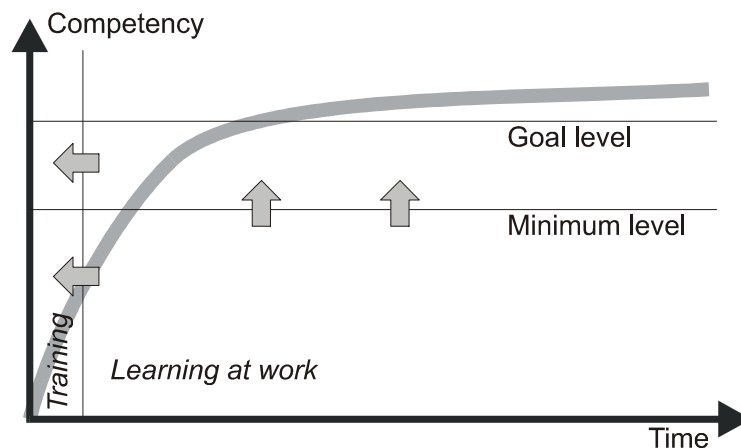 Competency
Goal level
Minimum level
Training
Learning at work
Time